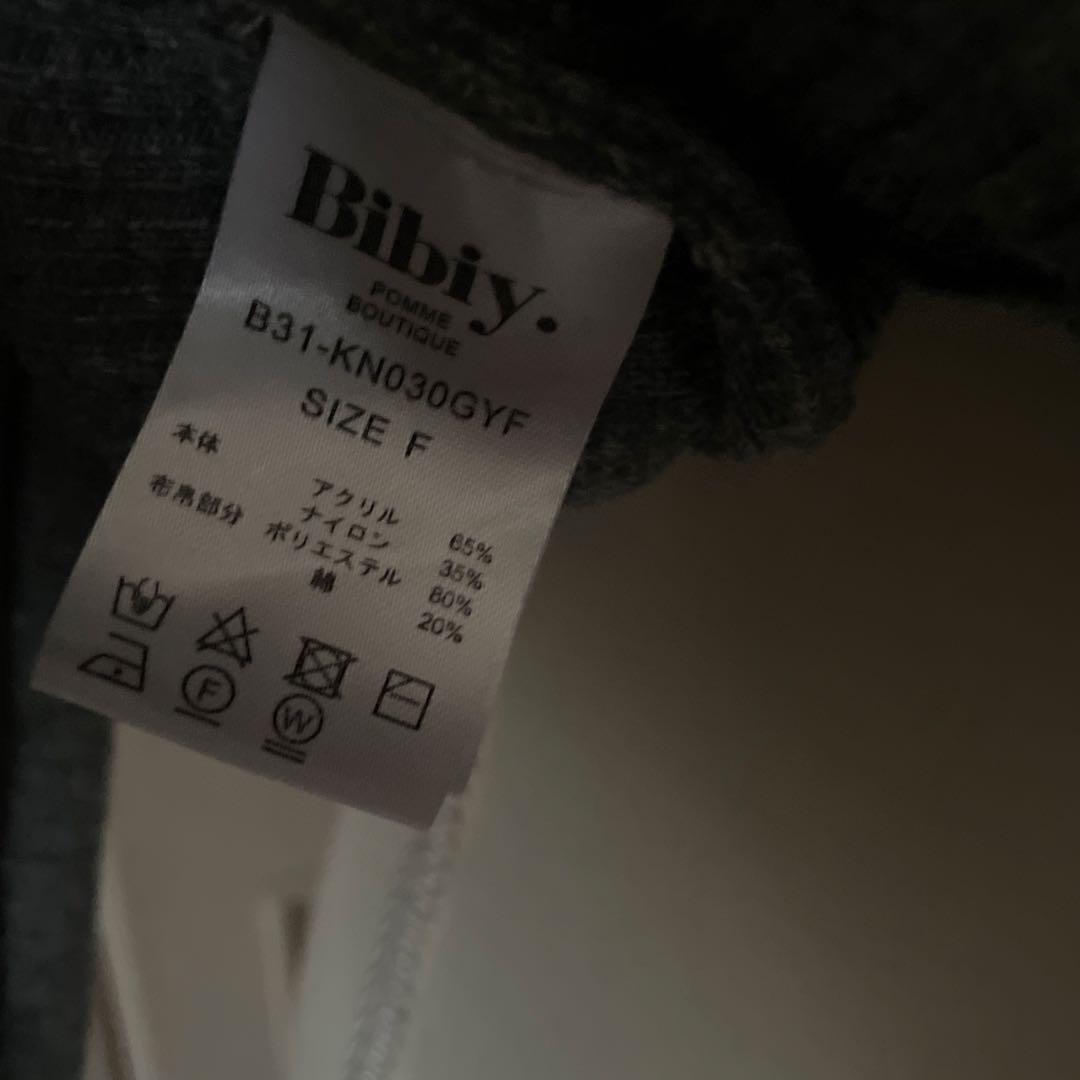 Bibiy.
POMME
BOUTIQUE
B31-KN030GYF
SIZE F
本体 アクリル 65%
ナイロン 35%
布帛部分 ポリエステル 80%
綿 20%
F
W